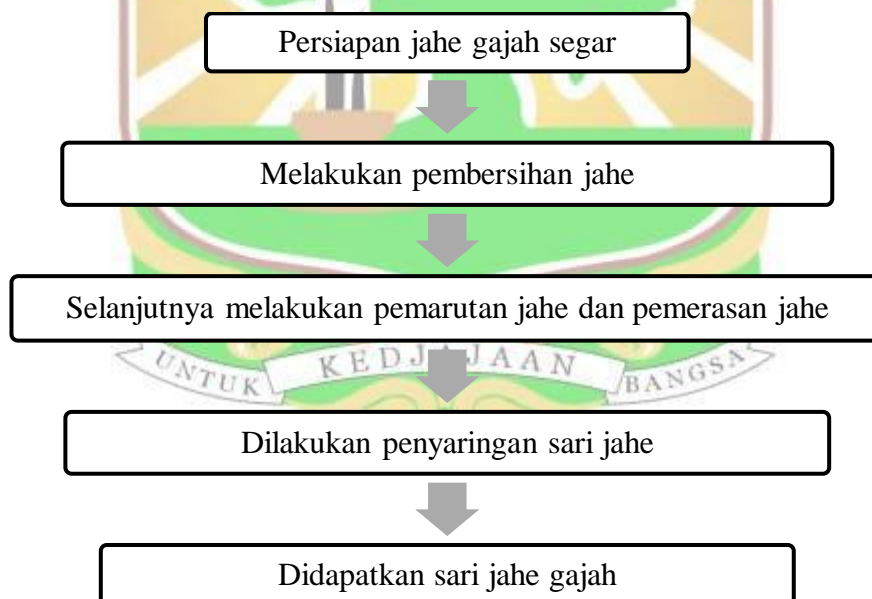 Persiapan jahe gajah segar
Melakukan pembersihan jahe
Selanjutnya melakukan pemarutan jahe dan pemerasan jahe
UNTUK KEDJAJAAN BANGSA
Dilakukan penyaringan sari jahe
Didapatkan sari jahe gajah